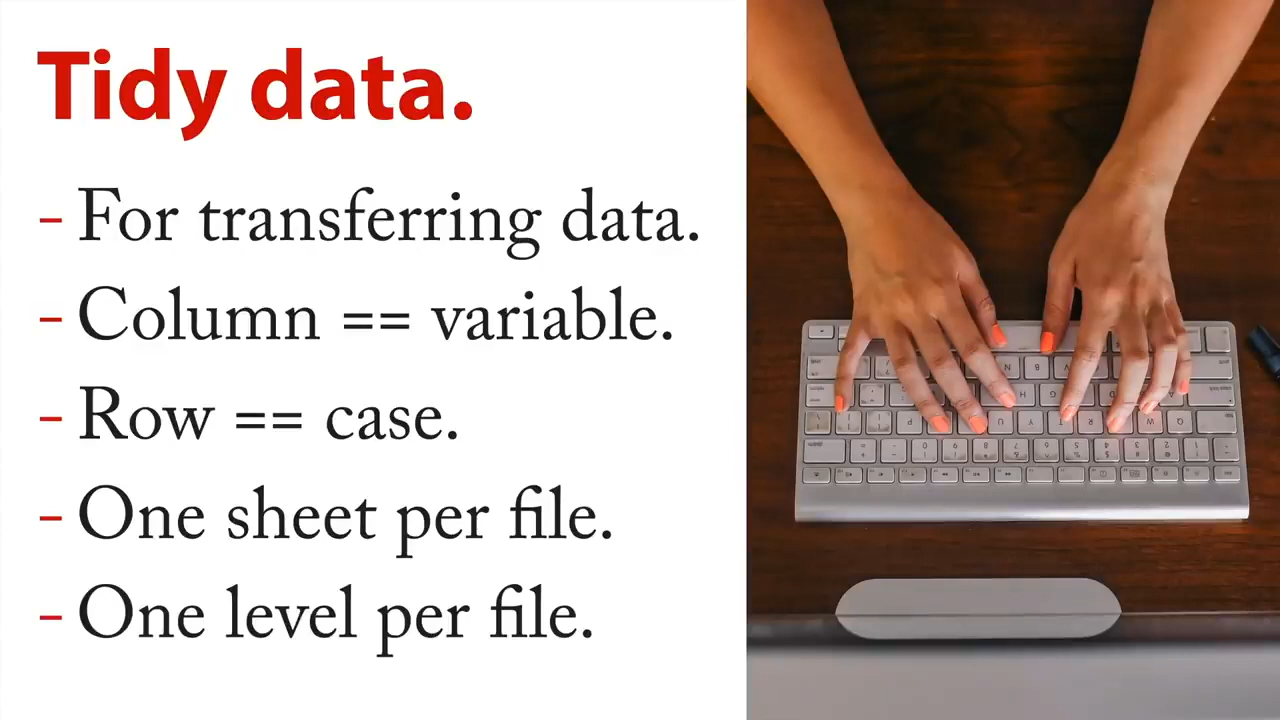 Tidy data.
- For transferring data.
- Column == variable.
- Row == case.
- One sheet per file.
- One level per file.